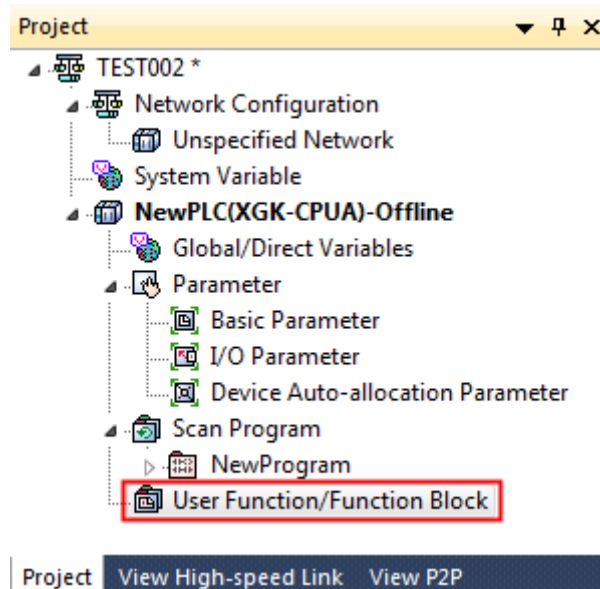 Project
TEST002 *
Network Configuration
Unspecified Network
System Variable
NewPLC(XGK-CPUA)-Offline
Global/Direct Variables
Parameter
Basic Parameter
I/O Parameter
Device Auto-allocation Parameter
Scan Program
NewProgram
User Function/Function Block
Project View High-speed Link View P2P